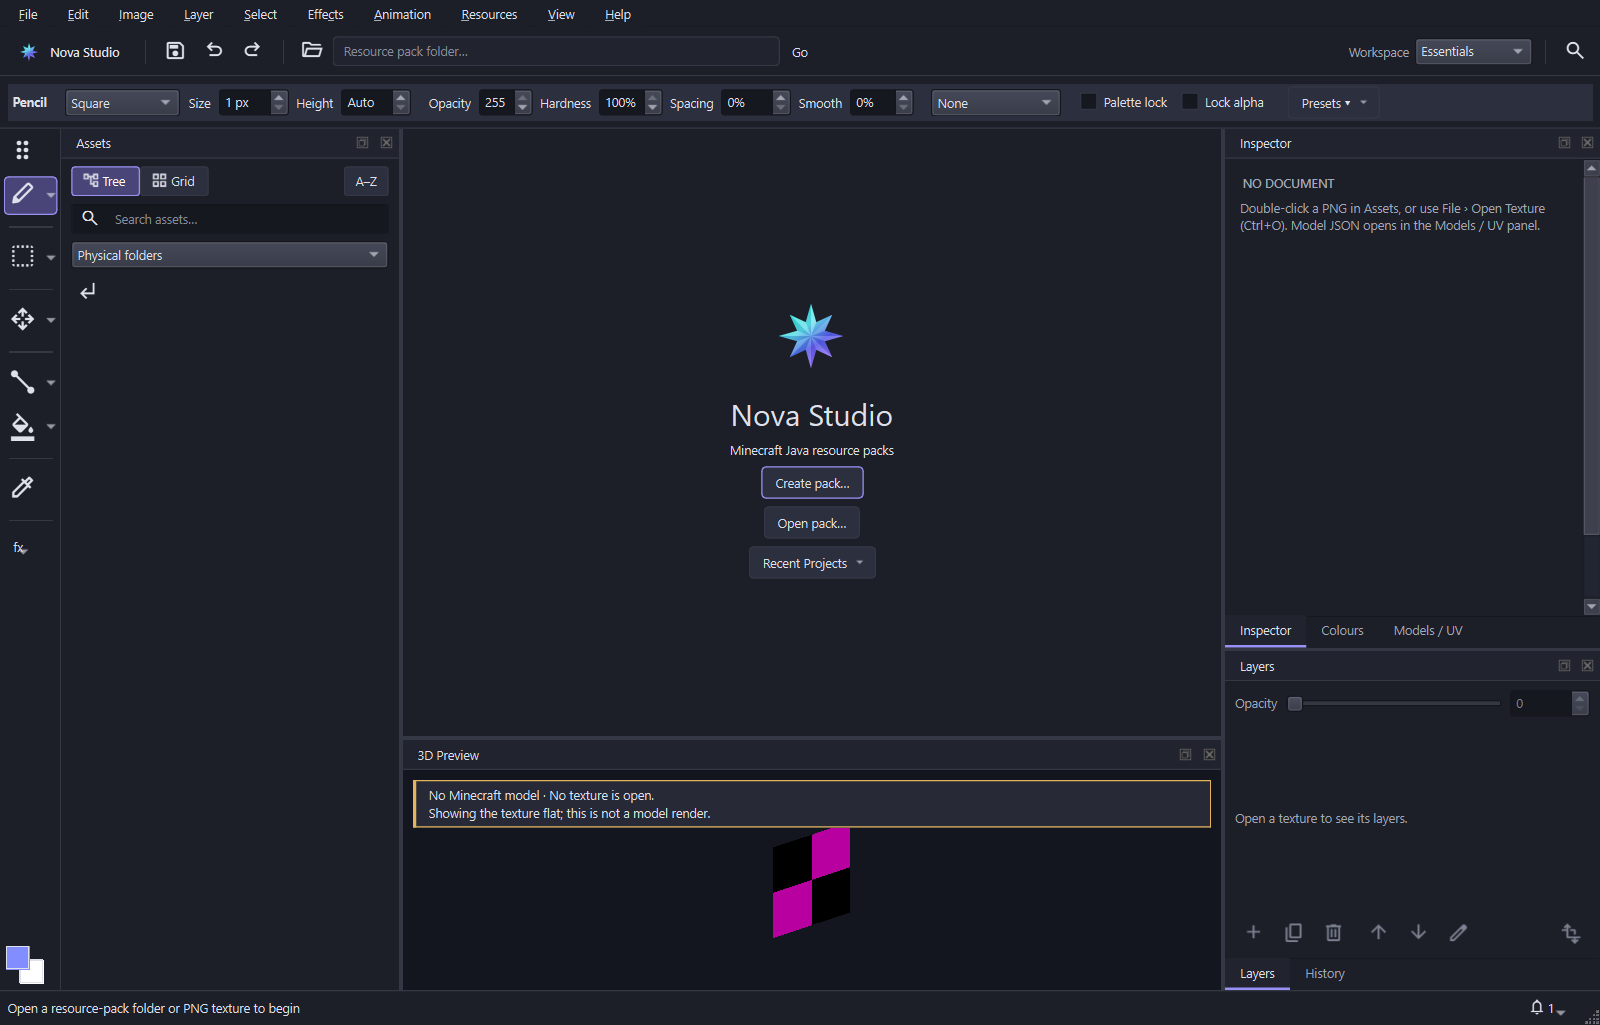 File Edit Image Layer Select Effects Animation Resources View Help
Nova Studio Resource pack folder... Go Workspace Essentials
Pencil Square Size 1 px Height Auto Opacity 255 Hardness 100% Spacing 0% Smooth 0% None Palette lock Lock alpha Presets
Assets
Tree Grid A–Z
Search assets...
Physical folders
fx
Nova Studio
Minecraft Java resource packs
Create pack...
Open pack...
Recent Projects
3D Preview
No Minecraft model · No texture is open.
Showing the texture flat; this is not a model render.
Inspector
NO DOCUMENT
Double-click a PNG in Assets, or use File › Open Texture
(Ctrl+O). Model JSON opens in the Models / UV panel.
Inspector Colours Models / UV
Layers
Opacity 0
Open a texture to see its layers.
Layers History
Open a resource-pack folder or PNG texture to begin 1